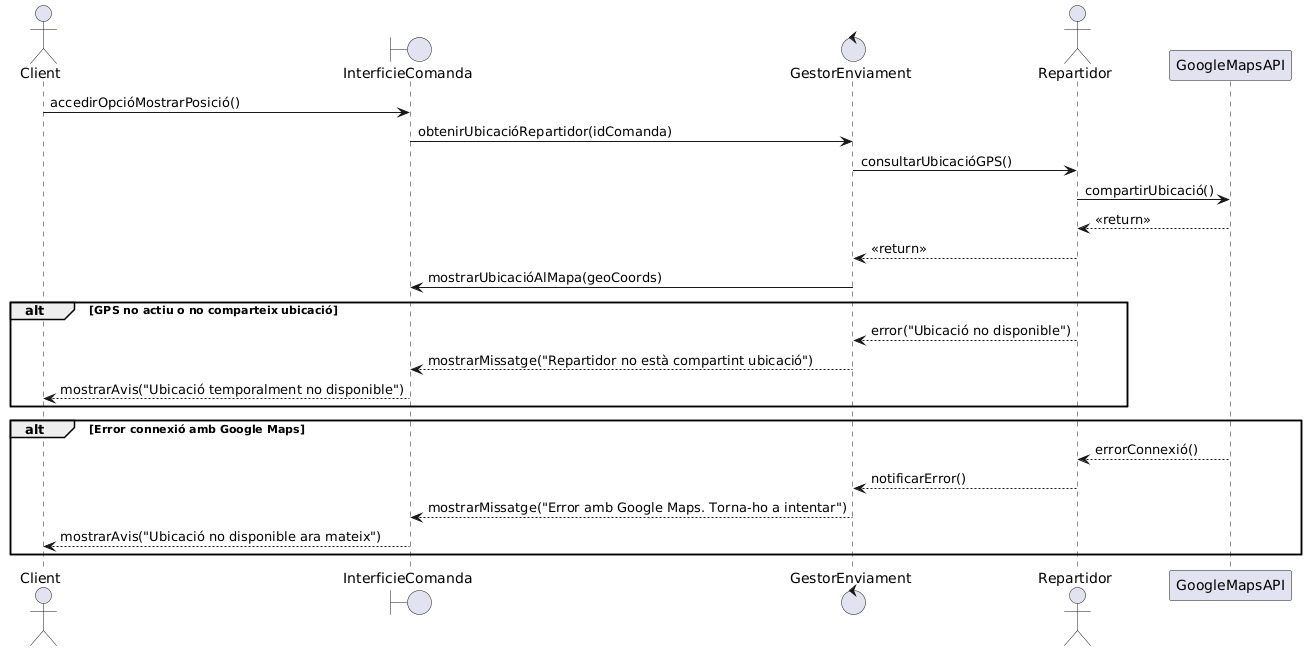 Client
InterficieComanda
GestorEnviament
Repartidor
GoogleMapsAPI
accedirOpcióMostrarPosició()
obtenirUbicacióRepartidor(idComanda)
consultarUbicacióGPS()
compartirUbicació()
«return»
«return»
mostrarUbicacióAlMapa(geoCoords)
alt [GPS no actiu o no comparteix ubicació]
error("Ubicació no disponible")
mostrarMissatge("Repartidor no està compartint ubicació")
mostrarAvis("Ubicació temporalment no disponible")
alt [Error connexió amb Google Maps]
errorConnexió()
notificarError()
mostrarMissatge("Error amb Google Maps. Torna-ho a intentar")
mostrarAvis("Ubicació no disponible ara mateix")
Client
InterficieComanda
GestorEnviament
Repartidor
GoogleMapsAPI